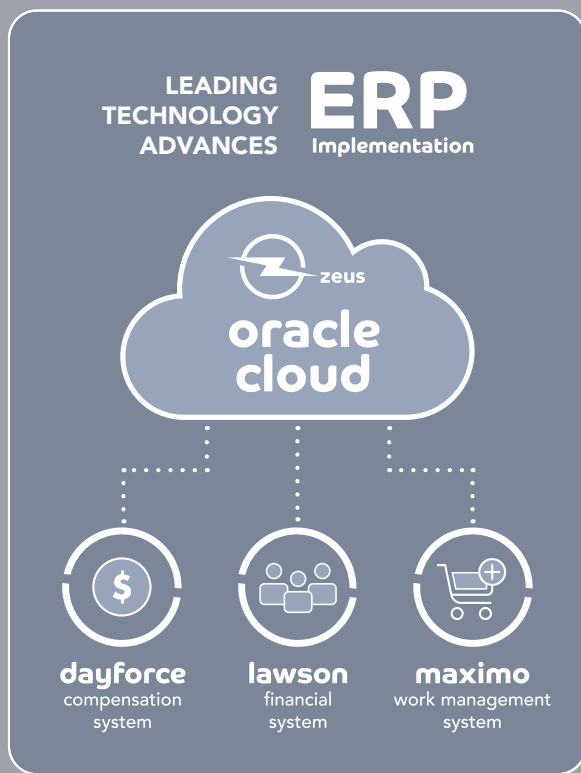 LEADING
TECHNOLOGY
ADVANCES
ERP
Implementation
zeus
oracle
cloud
$
dayforce
compensation
system
lawson
financial
system
maximo
work management
system